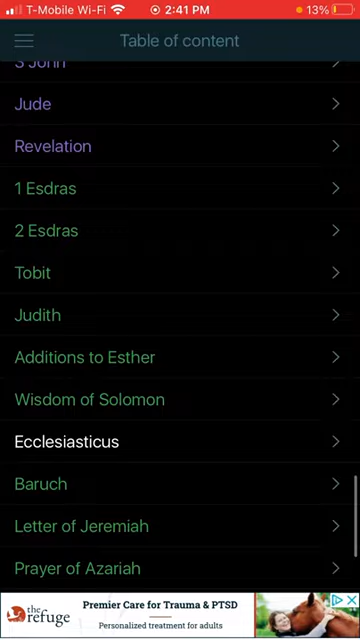 T-Mobile Wi-Fi 2:41 PM 13%
Table of content
3 John
Jude
Revelation
1 Esdras
2 Esdras
Tobit
Judith
Additions to Esther
Wisdom of Solomon
Ecclesiasticus
Baruch
Letter of Jeremiah
Prayer of Azariah
the refuge
Premier Care for Trauma & PTSD
Personalized treatment for adults